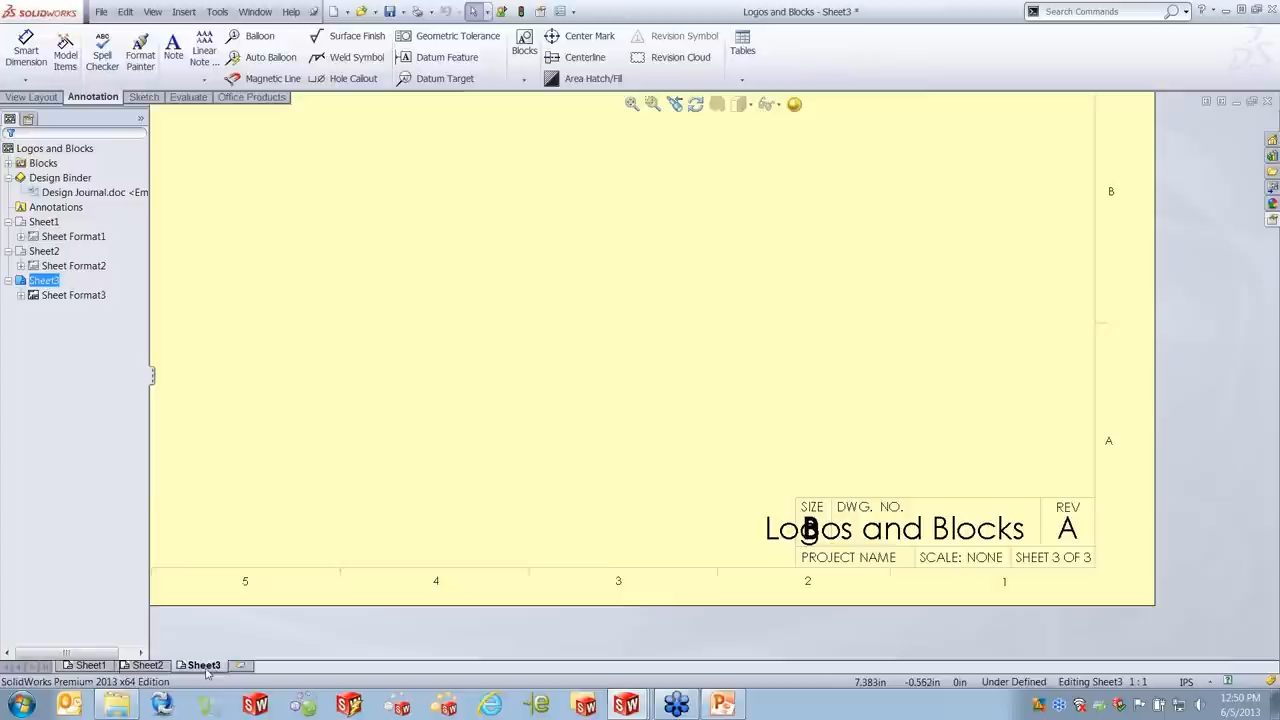 SOLIDWORKS File Edit View Insert Tools Window Help Logos and Blocks - Sheet3 * Search Commands
Smart Dimension
Model Items
Spell Checker
Format Painter
Note
Linear Note ...
Balloon
Auto Balloon
Magnetic Line
Surface Finish
Weld Symbol
Hole Callout
Geometric Tolerance
Datum Feature
Datum Target
Blocks
Center Mark
Centerline
Area Hatch/Fill
Revision Symbol
Revision Cloud
Tables
View Layout Annotation Sketch Evaluate Office Products
Logos and Blocks
Blocks
Design Binder
Design Journal.doc <Em
Annotations
Sheet1
Sheet Format1
Sheet2
Sheet Format2
Sheet3
Sheet Format3
B
A
SIZE DWG. NO. REV
B Logos and Blocks A
PROJECT NAME SCALE: NONE SHEET 3 OF 3
5 4 3 2 1
Sheet1 Sheet2 Sheet3
SolidWorks Premium 2013 x64 Edition 7.383in -0.562in 0in Under Defined Editing Sheet3 1 : 1 IPS
12:50 PM
6/5/2013